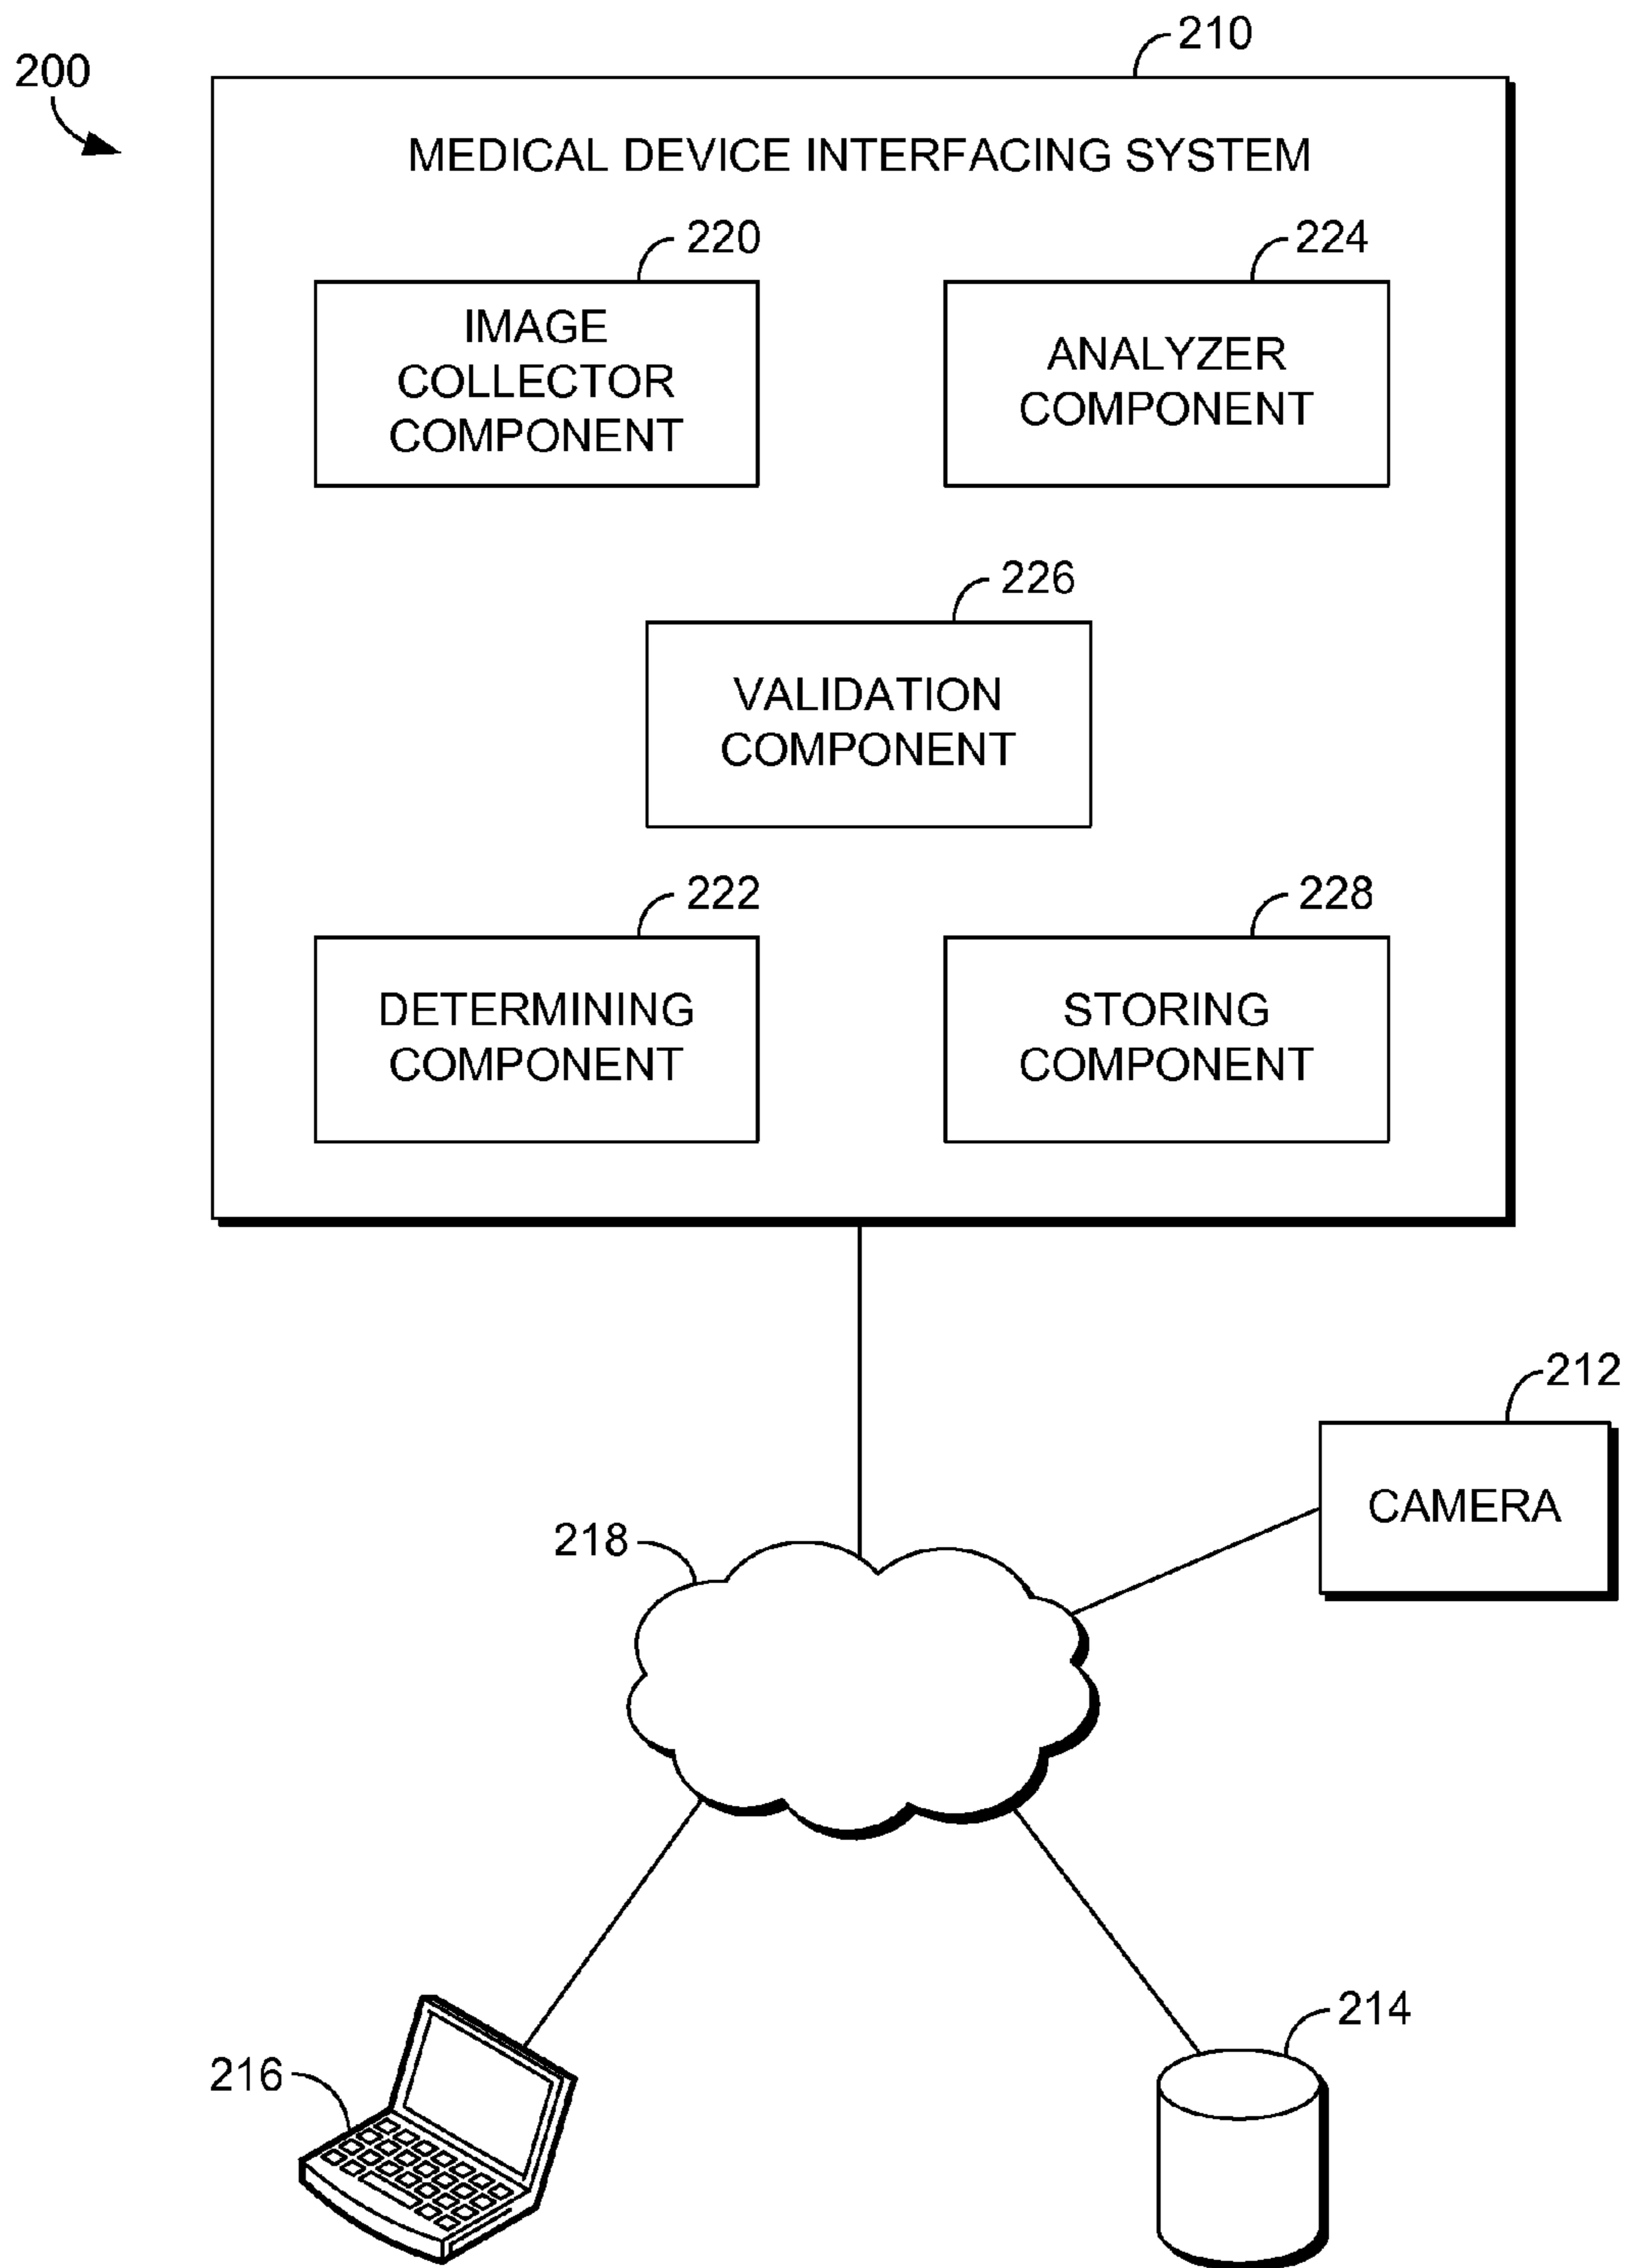 200
210
MEDICAL DEVICE INTERFACING SYSTEM
220
IMAGE
COLLECTOR
COMPONENT
224
ANALYZER
COMPONENT
226
VALIDATION
COMPONENT
222
DETERMINING
COMPONENT
228
STORING
COMPONENT
212
CAMERA
218
216
214